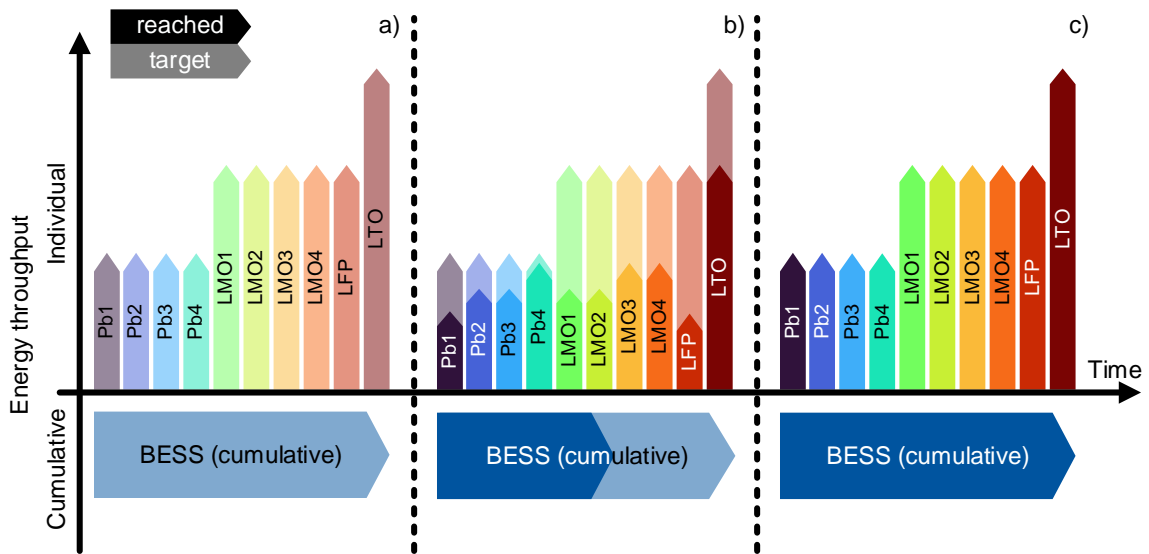 reached
target
a)
b)
c)
Energy throughput
Individual
Cumulative
Pb1
Pb2
Pb3
Pb4
LMO1
LMO2
LMO3
LMO4
LFP
LTO
Pb1
Pb2
Pb3
Pb4
LMO1
LMO2
LMO3
LMO4
LFP
LTO
Pb1
Pb2
Pb3
Pb4
LMO1
LMO2
LMO3
LMO4
LFP
LTO
Time
BESS (cumulative)
BESS (cumulative)
BESS (cumulative)